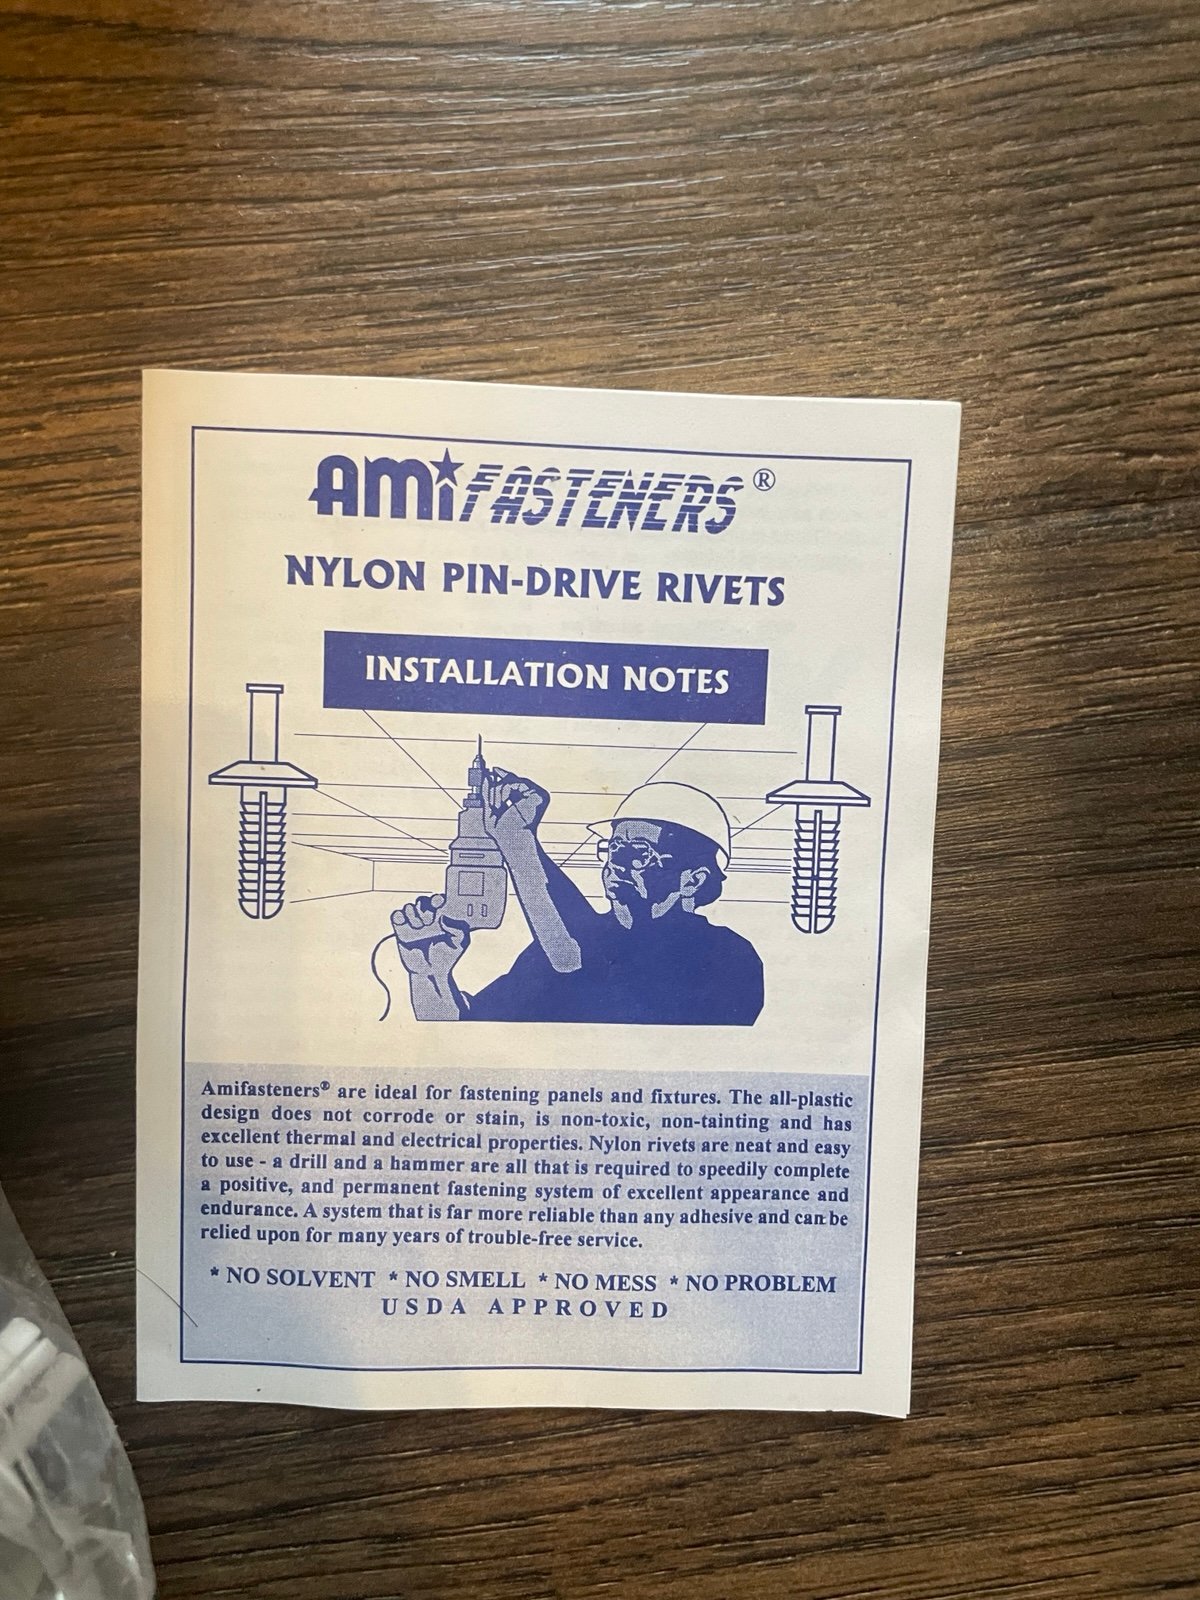 AMiFASTENERS®
NYLON PIN-DRIVE RIVETS
INSTALLATION NOTES
Amifasteners® are ideal for fastening panels and fixtures. The all-plastic
design does not corrode or stain, is non-toxic, non-tainting and has
excellent thermal and electrical properties. Nylon rivets are neat and easy
to use - a drill and a hammer are all that is required to speedily complete
a positive, and permanent fastening system of excellent appearance and
endurance. A system that is far more reliable than any adhesive and can be
relied upon for many years of trouble-free service.
* NO SOLVENT * NO SMELL * NO MESS * NO PROBLEM
USDA APPROVED